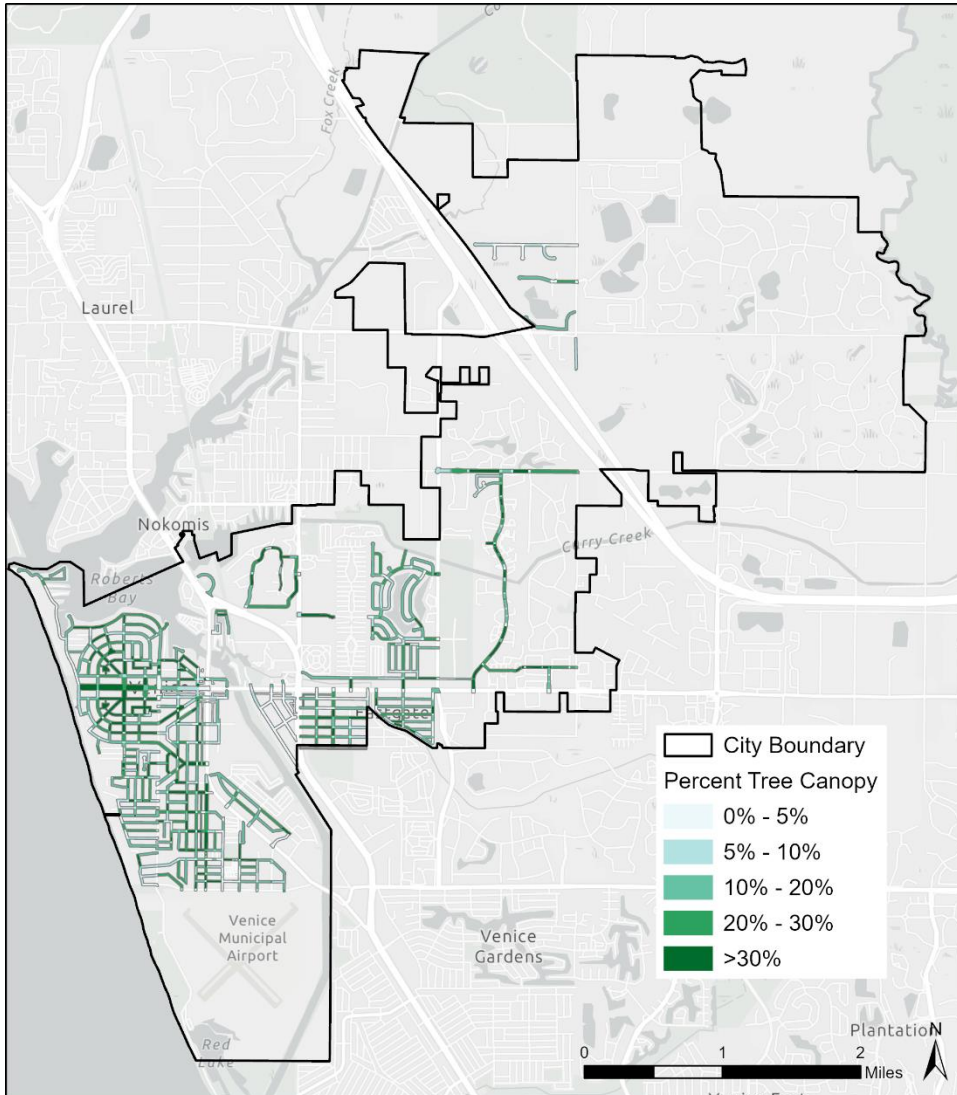 Fox Creek
Laurel
Nokomis
Roberts
Bay
Curry Creek
Eastgate
City Boundary
Percent Tree Canopy
0% - 5%
5% - 10%
10% - 20%
20% - 30%
>30%
Venice
Municipal
Airport
Venice
Gardens
Red
Lake
Plantation
N
0
1
2
Miles